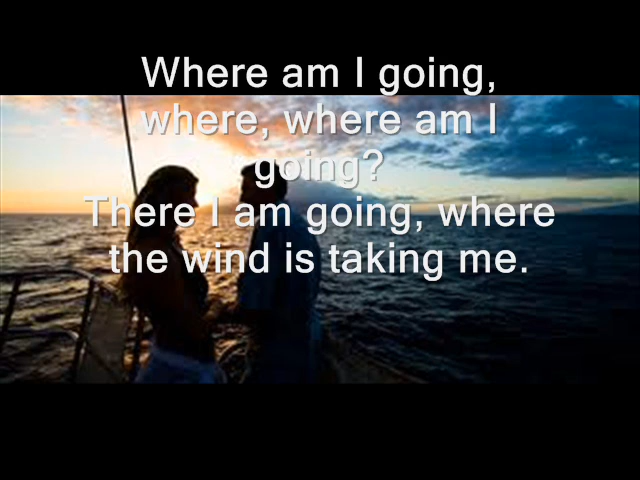 Where am I going,
where, where am I
going?
There I am going, where
the wind is taking me.